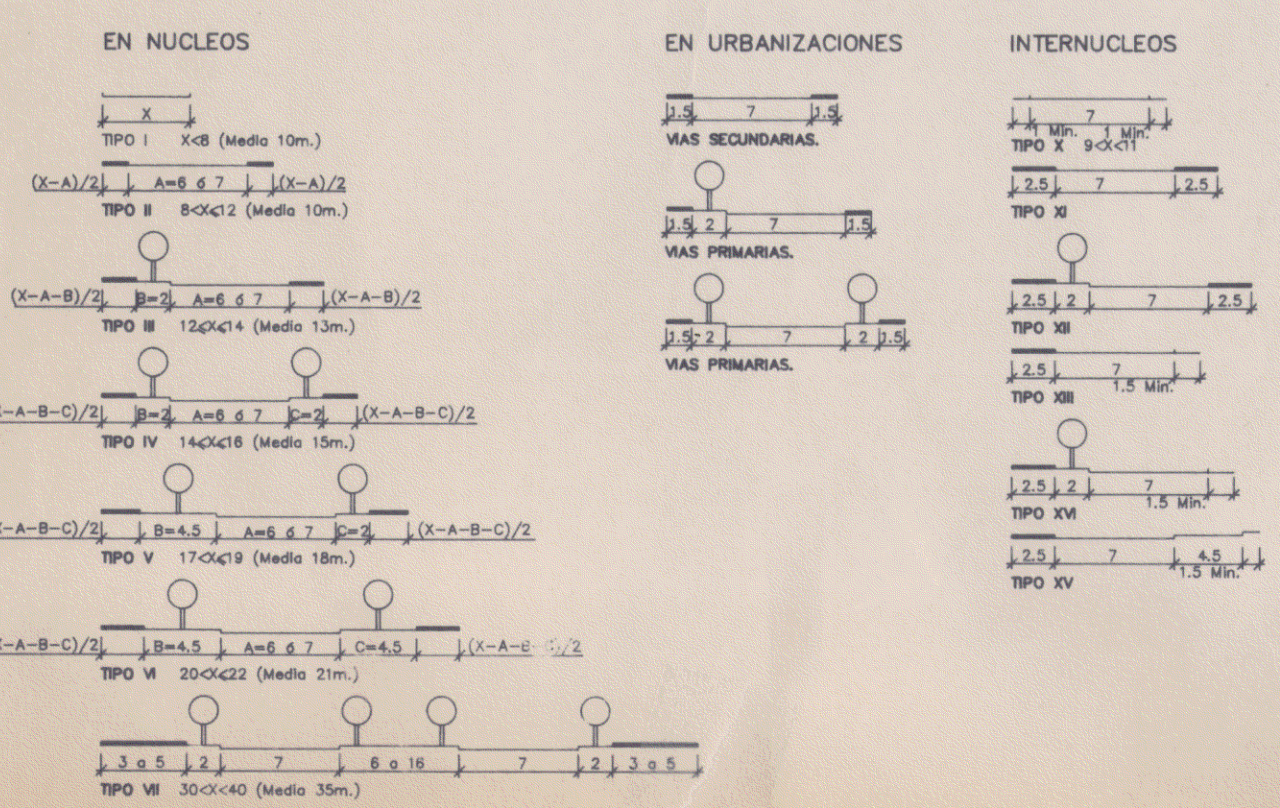 EN NUCLEOS
X
TIPO I X<8 (Media 10m.)
(X-A)/2 A=6 ó 7 (X-A)/2
TIPO II 8<X⩽12 (Media 10m.)
(X-A-B)/2 B=2 A=6 ó 7 (X-A-B)/2
TIPO III 12⩽X⩽14 (Media 13m.)
X-A-B-C)/2 B=2 A=6 ó 7 C=2 (X-A-B-C)/2
TIPO IV 14⩽X⩽16 (Media 15m.)
X-A-B-C)/2 B=4.5 A=6 ó 7 C=2 (X-A-B-C)/2
TIPO V 17<X⩽19 (Media 18m.)
X-A-B-C)/2 B=4.5 A=6 ó 7 C=4.5 (X-A-B-C)/2
TIPO VI 20<X⩽22 (Media 21m.)
3 a 5 2 7 6 a 16 7 2 3 a 5
TIPO VII 30<X<40 (Media 35m.)
EN URBANIZACIONES
1.5 7 1.5
VIAS SECUNDARIAS.
1.5 2 7 1.5
VIAS PRIMARIAS.
1.5 2 7 2 1.5
VIAS PRIMARIAS.
INTERNUCLEOS
7
1 Min. 1 Min.
TIPO X 9<X<11
2.5 7 2.5
TIPO XI
2.5 2 7 2.5
TIPO XII
2.5 7
1.5 Min.
TIPO XIII
2.5 2 7
1.5 Min.
TIPO XVI
2.5 7 4.5
1.5 Min.
TIPO XV